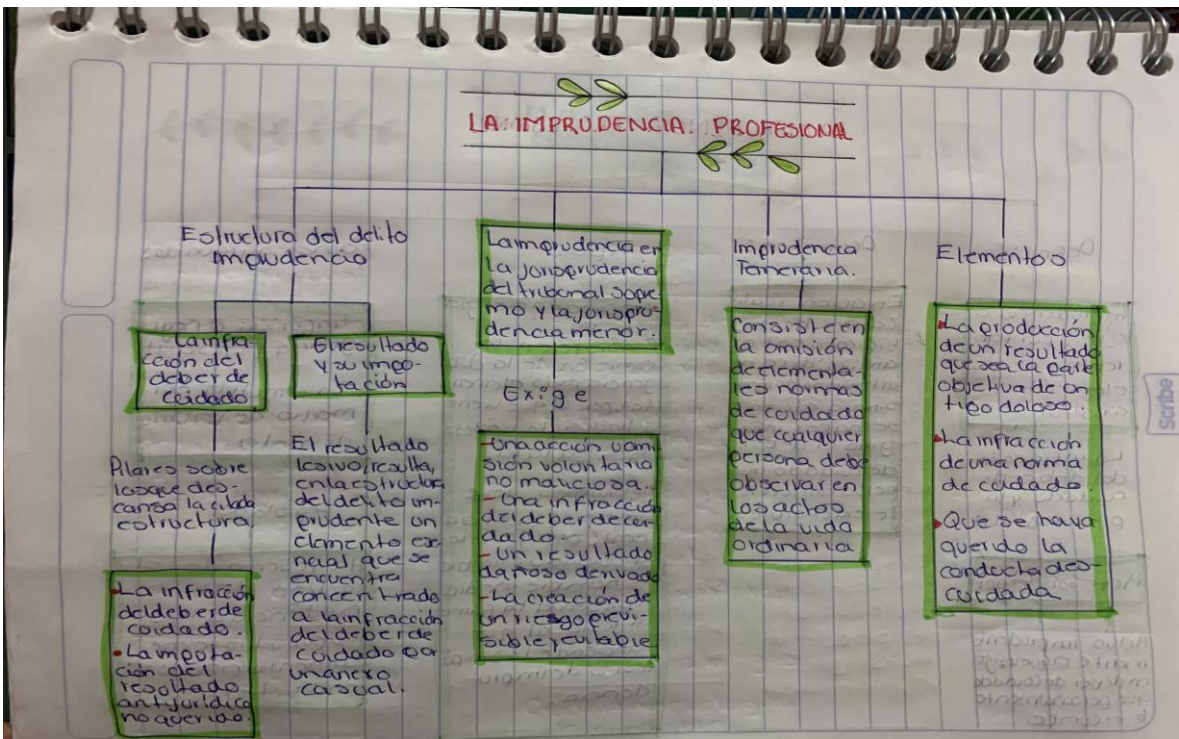 LA IMPRUDENCIA PROFESIONAL
Estructura del delito
imprudencia
La infra-
cción del
deber de
cuidado
El resultado
y su impu-
tación
Pilares sobre
los que des-
cansa la citada
estructura
-La infracción
del deber de
cuidado.
•La imputa-
ción del
resultado
antijurídico
no querido.
El resultado
lesivo, resulta,
en la estructura
del delito im-
prudente un
elemento
que se
encuentra
a la infracción
del deber de
cuidado por
un anexo
casual.
La imprudencia en
la jurisprudencia
del tribunal supre-
mo y la jurispru-
dencia menor.
Exige
-Una acción u omi-
sión voluntaria
no maliciosa.
-Una infracción
del deber de cui-
dado.
-Un resultado
dañoso derivado
-La creación de
un riesgo previ-
sible y evitable
Imprudencia
Temeraria.
Consiste en
la omisión
de elementa-
les normas
de cuidado
que cualquier
persona debe
observar en
los actos
de la vida
ordinaria
Elementos
•La producción
de un resultado
que sea la parte
objetiva de un
tipo doloso.
•La infracción
de una norma
de cuidado.
•Que se haya
querido la
conducta des-
cuidada
Scribe